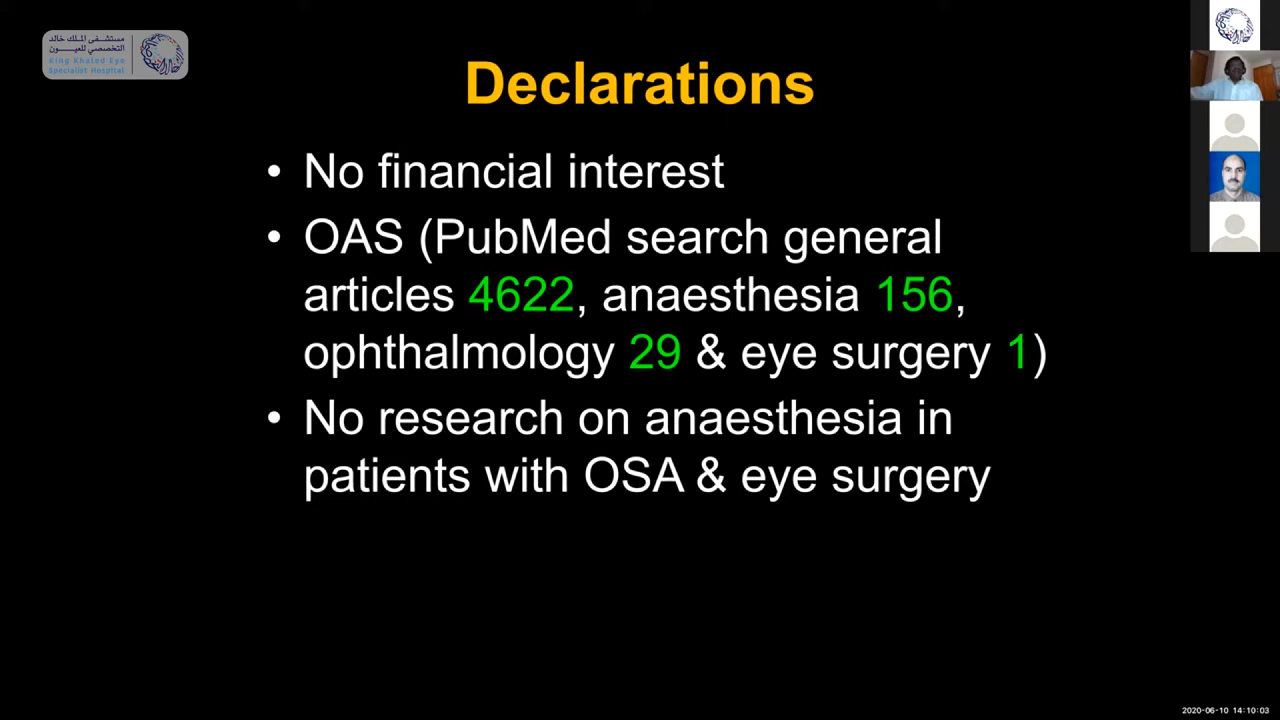 مستشفى الملك خالد
التخصصي للعيون
King Khaled Eye
Specialist Hospital
Declarations
• No financial interest
• OAS (PubMed search general
articles 4622, anaesthesia 156,
ophthalmology 29 & eye surgery 1)
• No research on anaesthesia in
patients with OSA & eye surgery
2020-06-10 14:10:03